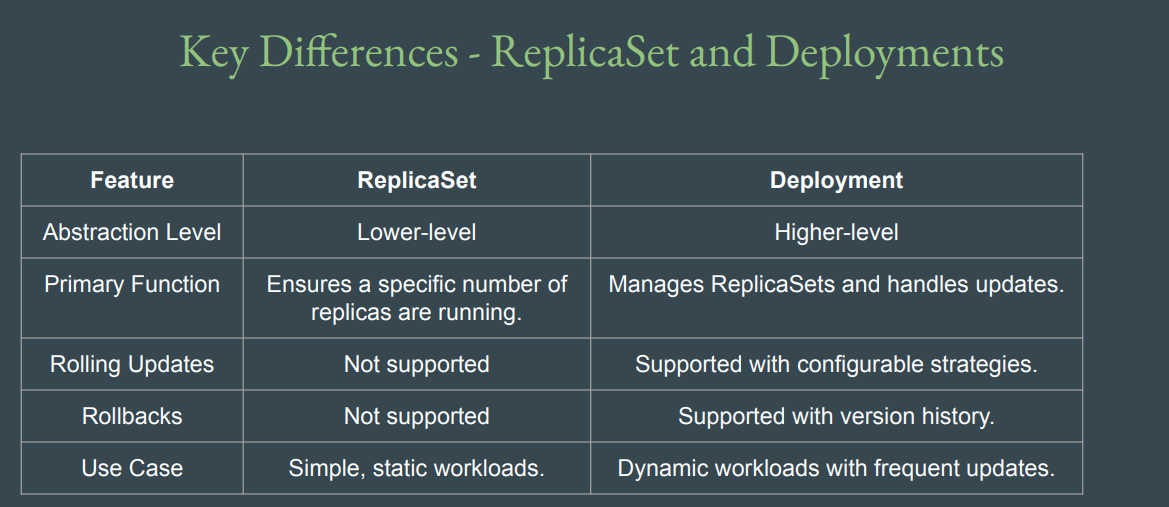 Key Differences - ReplicaSet and Deployments
Feature ReplicaSet Deployment
Abstraction Level Lower-level Higher-level
Primary Function Ensures a specific number of replicas are running. Manages ReplicaSets and handles updates.
Rolling Updates Not supported Supported with configurable strategies.
Rollbacks Not supported Supported with version history.
Use Case Simple, static workloads. Dynamic workloads with frequent updates.